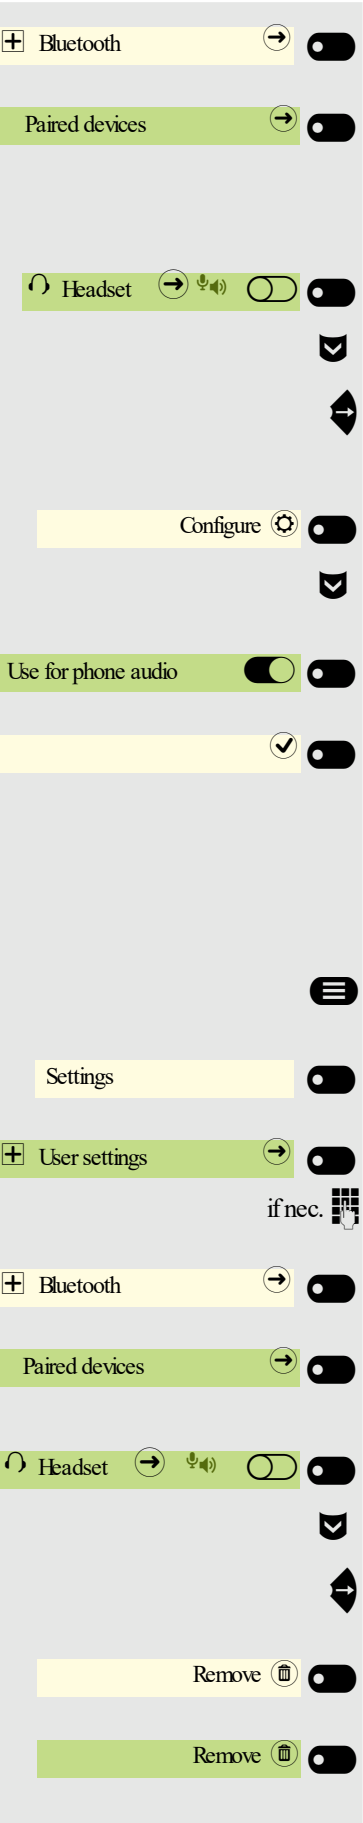 Bluetooth
Paired devices
Headset
Configure
Use for phone audio
Settings
User settings
if nec.
Bluetooth
Paired devices
Headset
Remove
Remove